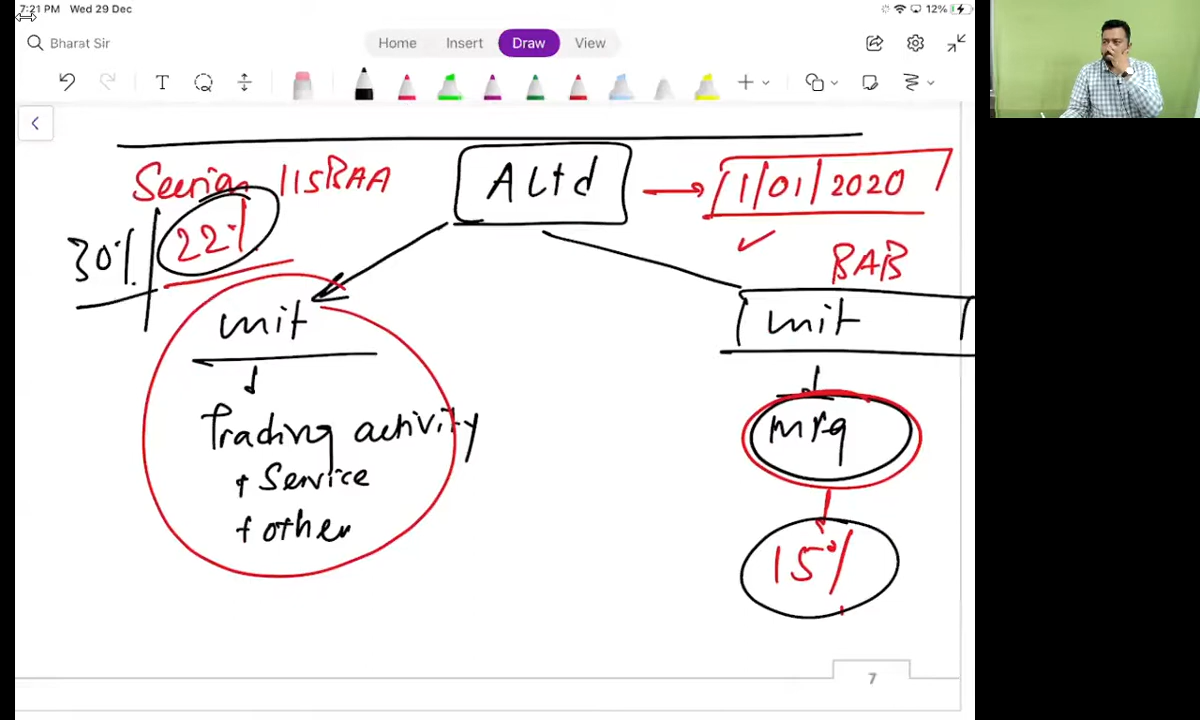 7:21 PM Wed 29 Dec
12%
Bharat Sir
Home Insert Draw View
T
Section 115BAA
A Ltd
1/01/2020
30%
22%
BAB
unit
unit
Trading activity
+ Service
+ other
mfg
15%
7